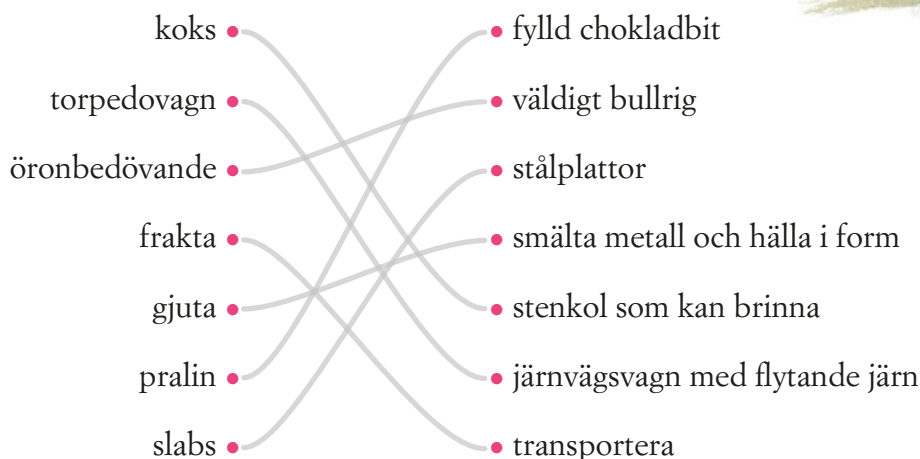 koks
torpedovagn
öronbedövande
frakta
gjuta
pralin
slabs
fylld chokladbit
väldigt bullrig
stålplattor
smälta metall och hälla i form
stenkol som kan brinna
järnvägsvagn med flytande järn
transportera